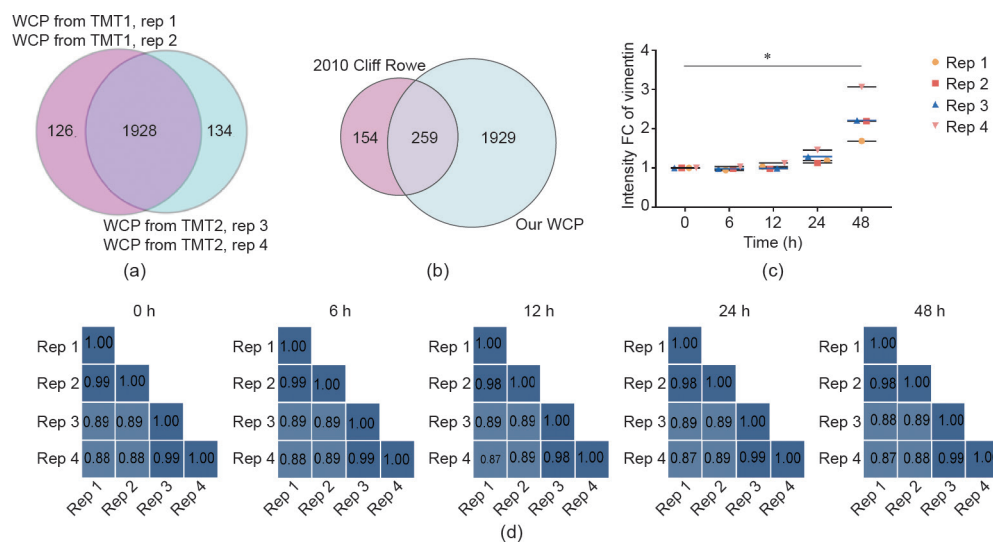 WCP from TMT1, rep 1
WCP from TMT1, rep 2
126.
1928
134
WCP from TMT2, rep 3
WCP from TMT2, rep 4
(a)
2010 Cliff Rowe
154
259
1929
Our WCP
(b)
Intensity FC of vimentin
4
3
2
1
0
*
0 6 12 24 48
Time (h)
Rep 1
Rep 2
Rep 3
Rep 4
(c)
0 h
Rep 1 1.00
Rep 2 0.99 1.00
Rep 3 0.89 0.89 1.00
Rep 4 0.88 0.88 0.99 1.00
Rep 1 Rep 2 Rep 3 Rep 4
6 h
Rep 1 1.00
Rep 2 0.99 1.00
Rep 3 0.89 0.89 1.00
Rep 4 0.88 0.89 0.99 1.00
Rep 1 Rep 2 Rep 3 Rep 4
12 h
Rep 1 1.00
Rep 2 0.98 1.00
Rep 3 0.89 0.89 1.00
Rep 4 0.87 0.89 0.98 1.00
Rep 1 Rep 2 Rep 3 Rep 4
24 h
Rep 1 1.00
Rep 2 0.98 1.00
Rep 3 0.89 0.89 1.00
Rep 4 0.87 0.89 0.99 1.00
Rep 1 Rep 2 Rep 3 Rep 4
48 h
Rep 1 1.00
Rep 2 0.98 1.00
Rep 3 0.88 0.89 1.00
Rep 4 0.87 0.88 0.99 1.00
Rep 1 Rep 2 Rep 3 Rep 4
(d)